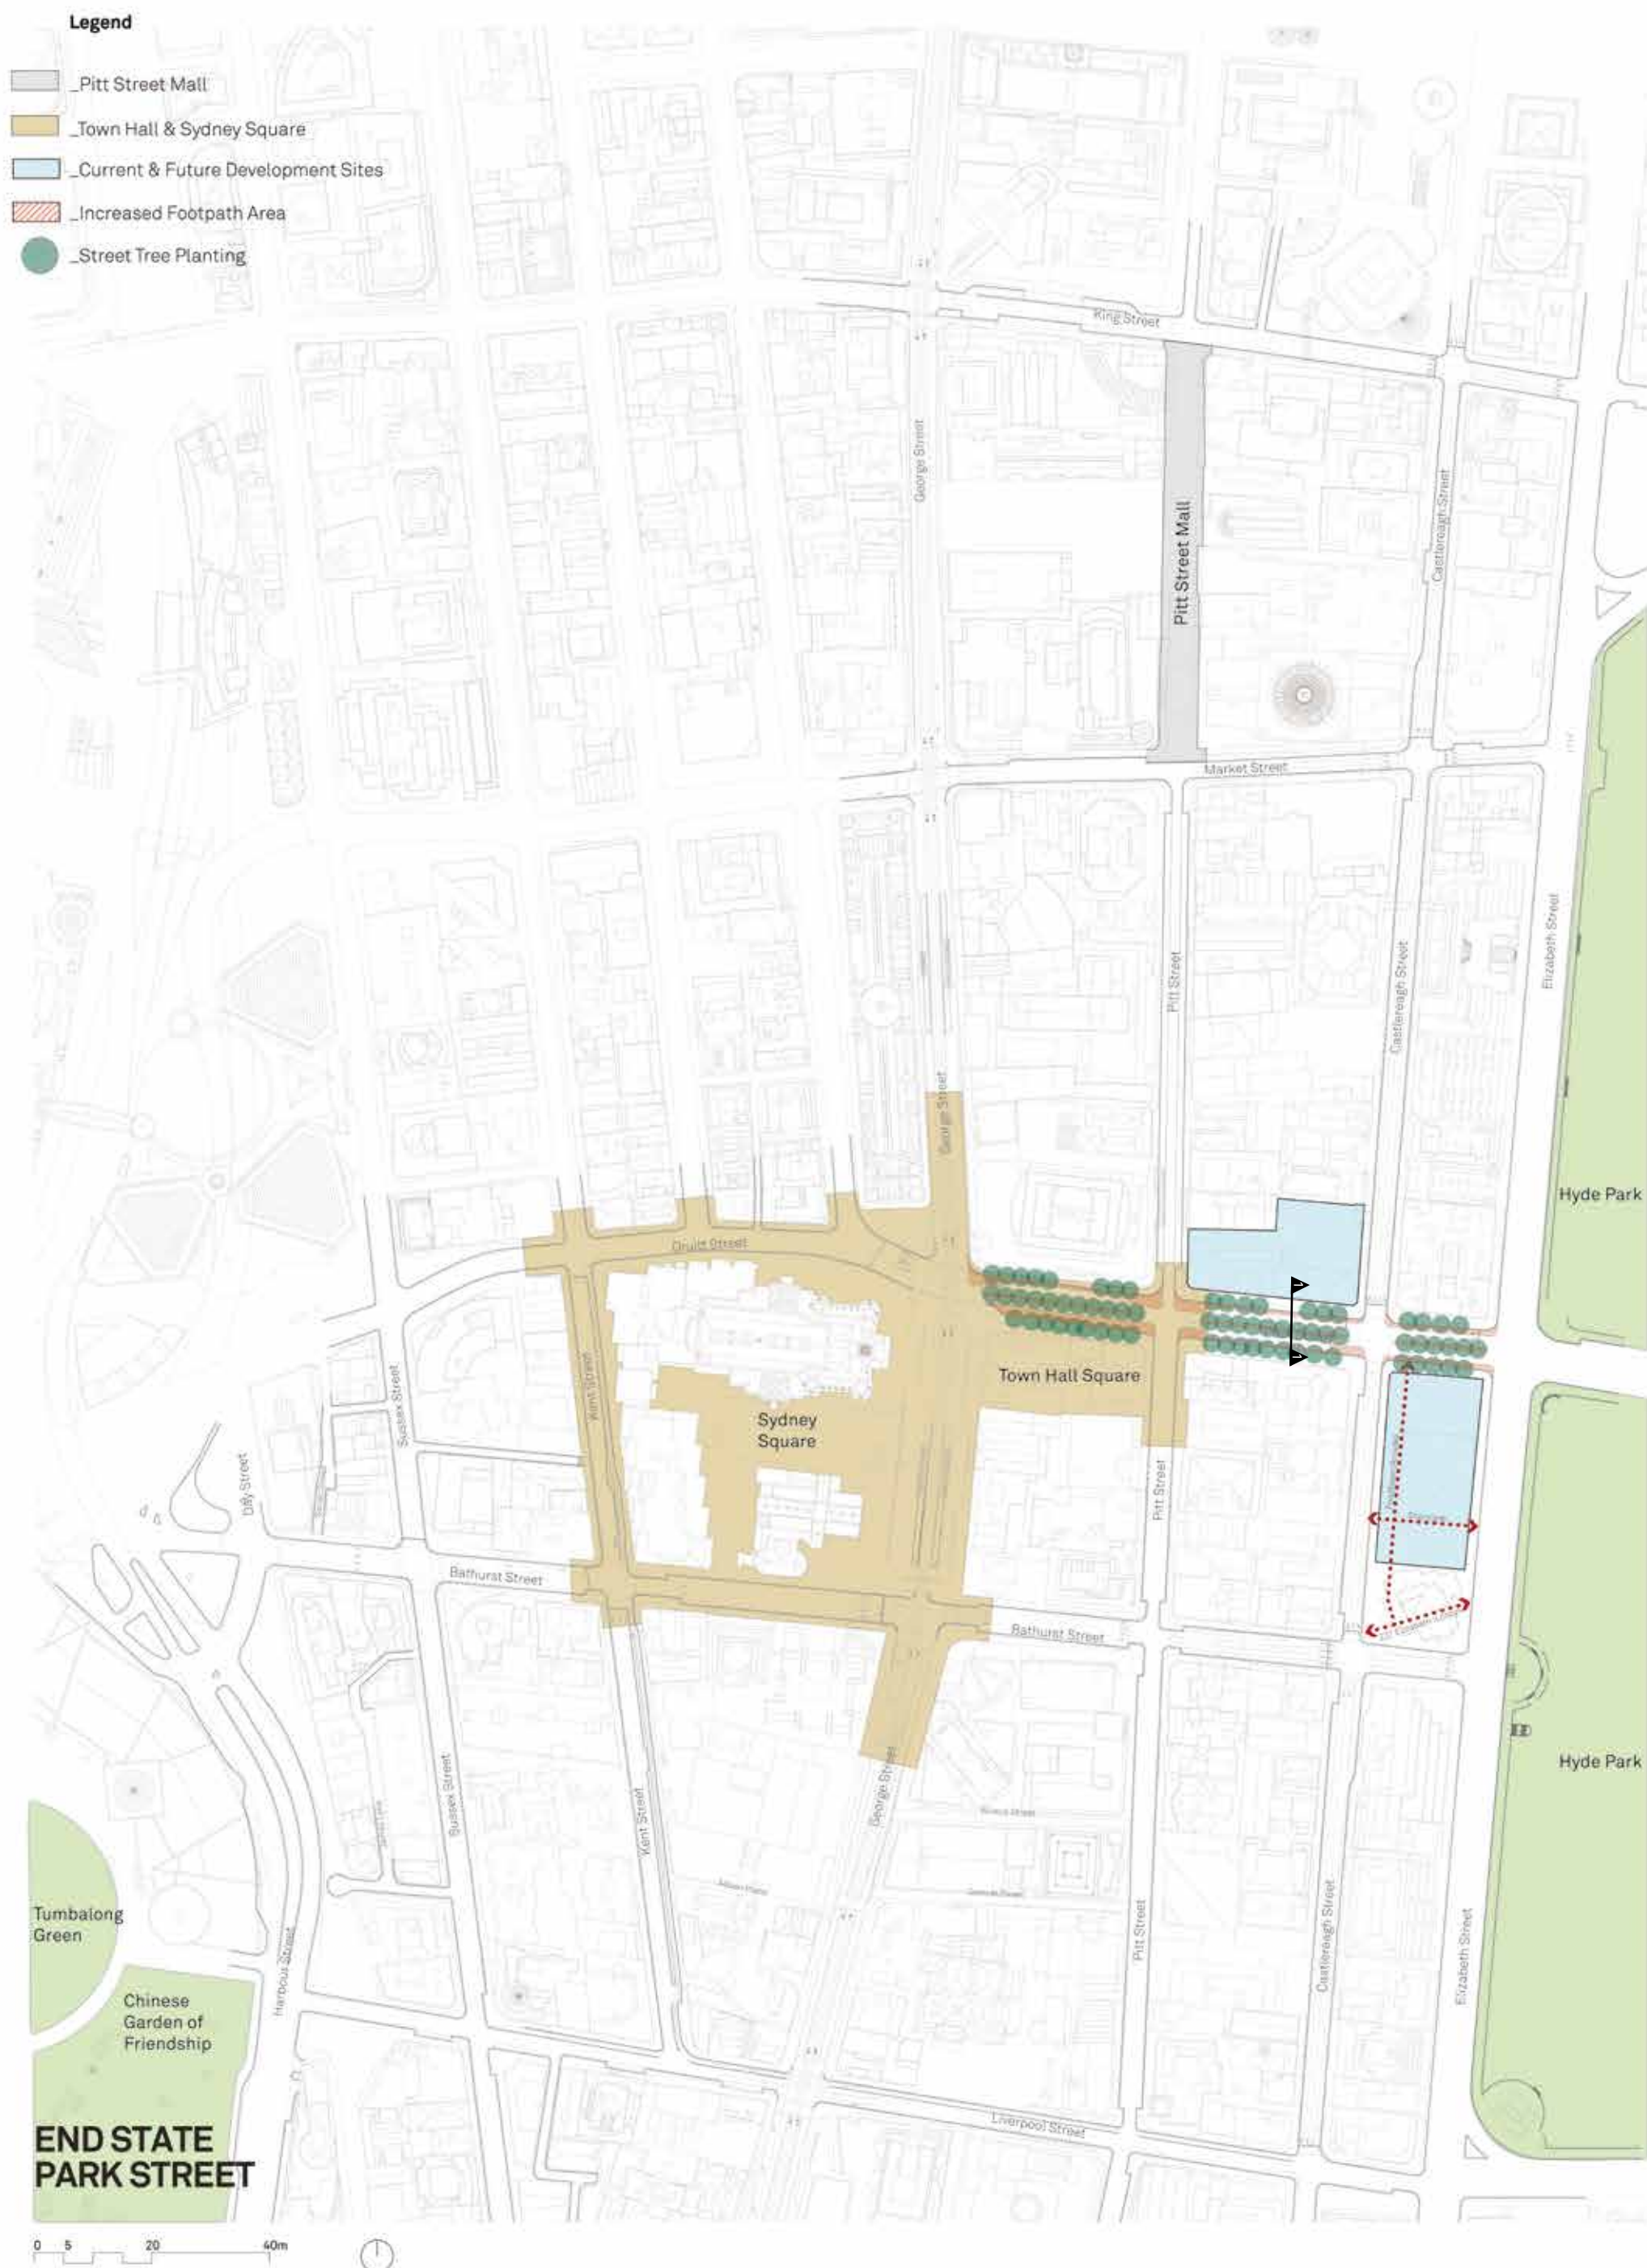 Legend
_Pitt Street Mall
_Town Hall & Sydney Square
_Current & Future Development Sites
_Increased Footpath Area
_Street Tree Planting
King Street
George Street
Pitt Street Mall
Castlereagh Street
Market Street
Elizabeth Street
Pitt Street
Castlereagh Street
George Street
Hyde Park
Druitt Street
1
1
Town Hall Square
Kent Street
Sussex Street
Sydney
Square
Day Street
Pitt Street
Bathurst Street
Bathurst Street
Hyde Park
George Street
Sussex Street
Kent Street
Pitt Street
Castlereagh Street
Elizabeth Street
Tumbalong
Green
Harbour Street
Chinese
Garden of
Friendship
Liverpool Street
END STATE
PARK STREET
0 5 20 40m